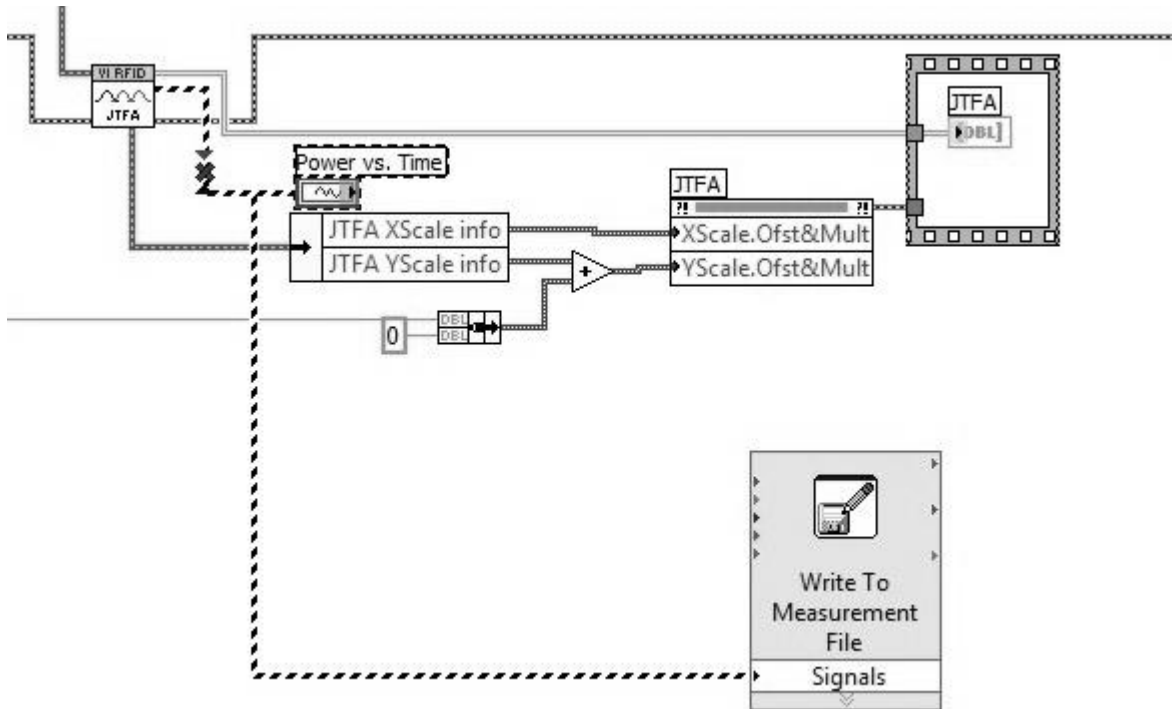 VI RFID
JTFA
JTFA
[DBL]
Power vs. Time
JTFA
JTFA XScale info
JTFA YScale info
?!
?!
XScale.Ofst&Mult
YScale.Ofst&Mult
+
0
DBL
DBL
Write To
Measurement
File
Signals